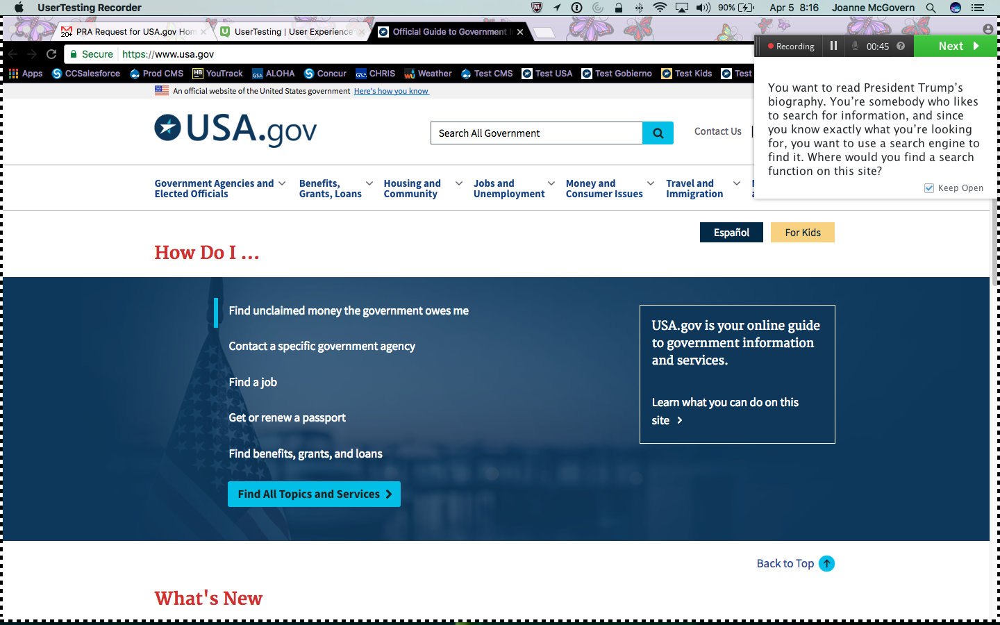 UserTesting Recorder
90%
Apr 5 8:16
Joanne McGovern
20+ PRA Request for USA.gov Hom
UserTesting | User Experience
Official Guide to Government I
Secure
https://www.usa.gov
Apps
CCSalesforce
Prod CMS
HB YouTrack
GSA ALOHA
Concur
GSA CHRIS
Weather
Test CMS
Test USA
Test Gobierno
Test Kids
Test
Recording
00:45
Next
You want to read President Trump's
biography. You're somebody who likes
to search for information, and since
you know exactly what you're looking
for, you want to use a search engine to
find it. Where would you find a search
function on this site?
Keep Open
An official website of the United States government Here's how you know
USA.gov
Search All Government
Contact Us
Government Agencies and
Elected Officials
Benefits,
Grants, Loans
Housing and
Community
Jobs and
Unemployment
Money and
Consumer Issues
Travel and
Immigration
Español
For Kids
How Do I ...
Find unclaimed money the government owes me
Contact a specific government agency
Find a job
Get or renew a passport
Find benefits, grants, and loans
Find All Topics and Services
USA.gov is your online guide
to government information
and services.
Learn what you can do on this
site
Back to Top
What's New